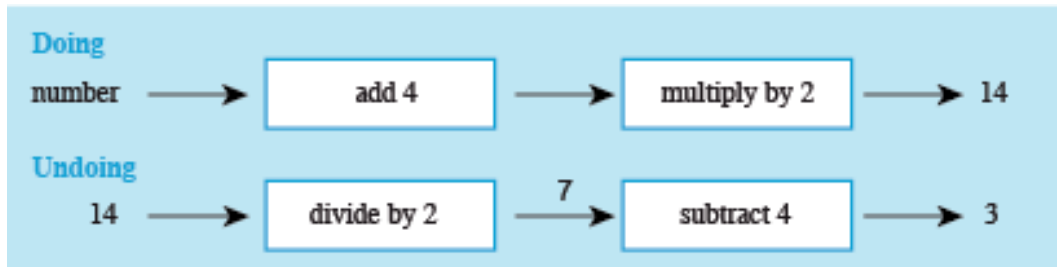 Doing
number add 4 multiply by 2 14
Undoing
14 divide by 2 7 subtract 4 3